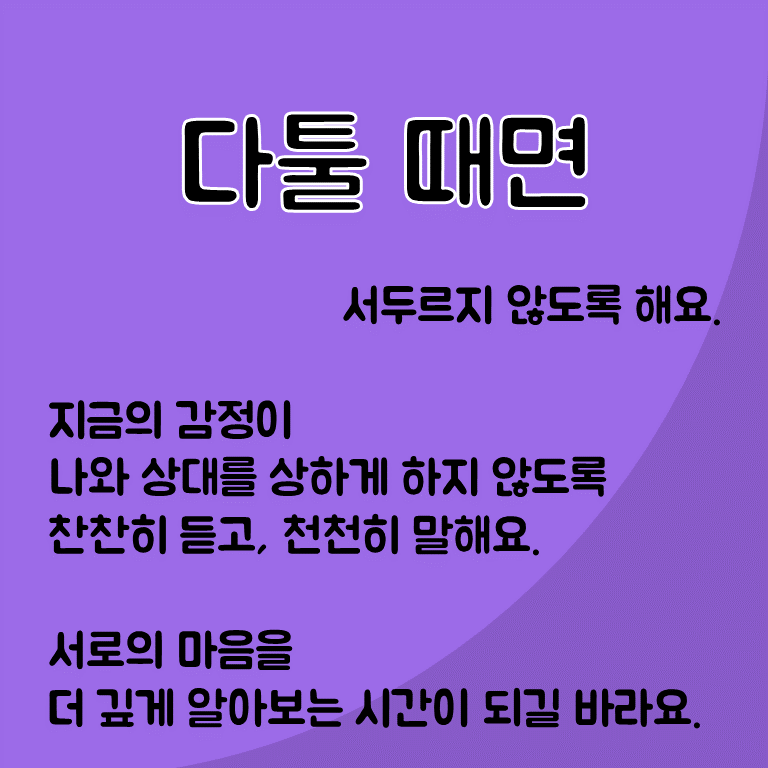 다툴 때면
서두르지 않도록 해요.
지금의 감정이
나와 상대를 상하게 하지 않도록
찬찬히 듣고, 천천히 말해요.
서로의 마음을
더 깊게 알아보는 시간이 되길 바라요.